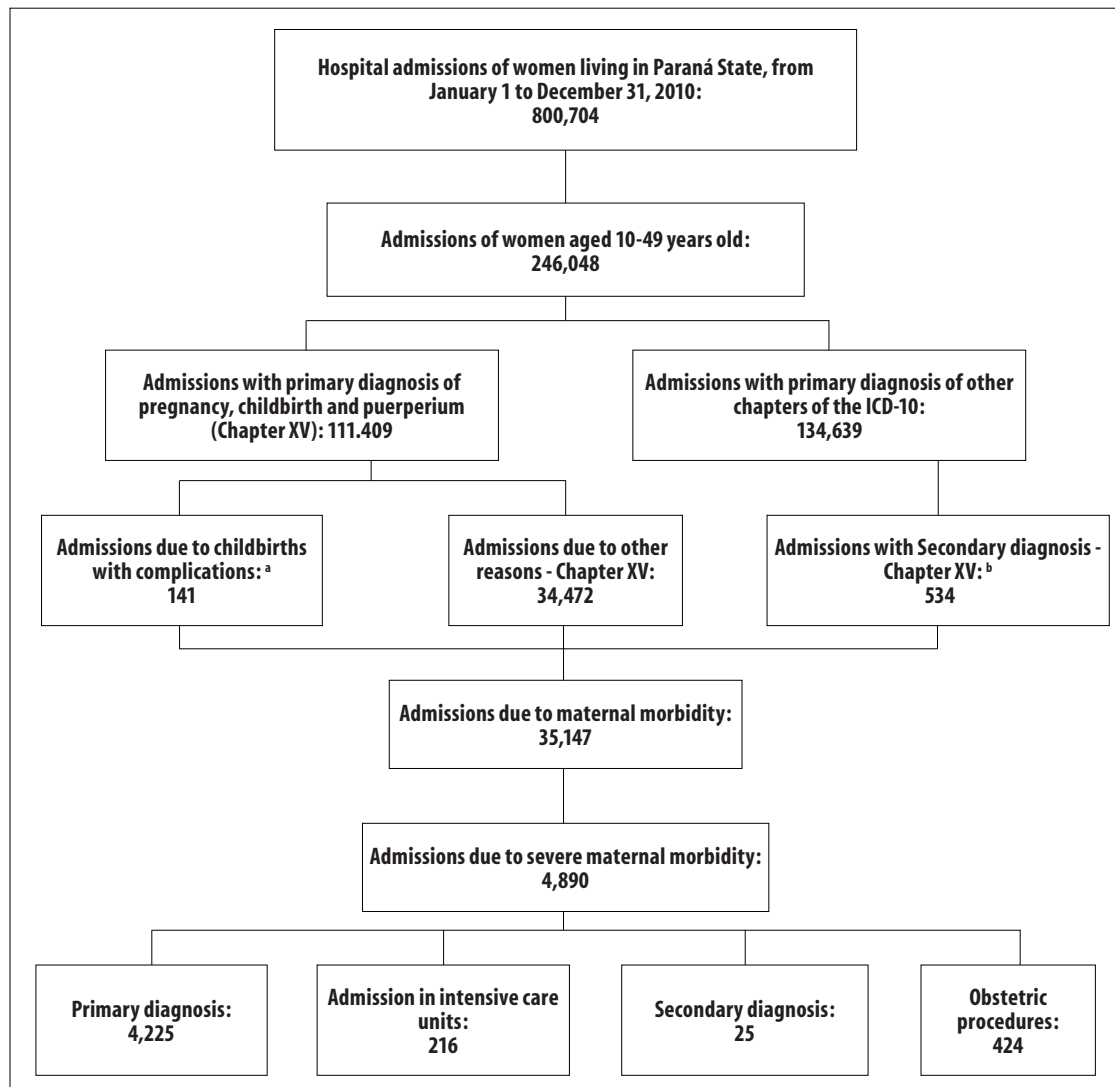 Hospital admissions of women living in Paraná State, from
January 1 to December 31, 2010:
800,704
Admissions of women aged 10-49 years old:
246,048
Admissions with primary diagnosis of
pregnancy, childbirth and puerperium
(Chapter XV): 111.409
Admissions with primary diagnosis of other
chapters of the ICD-10:
134,639
Admissions due to childbirths
with complications: a
141
Admissions due to other
reasons - Chapter XV:
34,472
Admissions with Secondary diagnosis -
Chapter XV: b
534
Admissions due to maternal morbidity:
35,147
Admissions due to severe maternal morbidity:
4,890
Primary diagnosis:
4,225
Admission in intensive care
units:
216
Secondary diagnosis:
25
Obstetric
procedures:
424